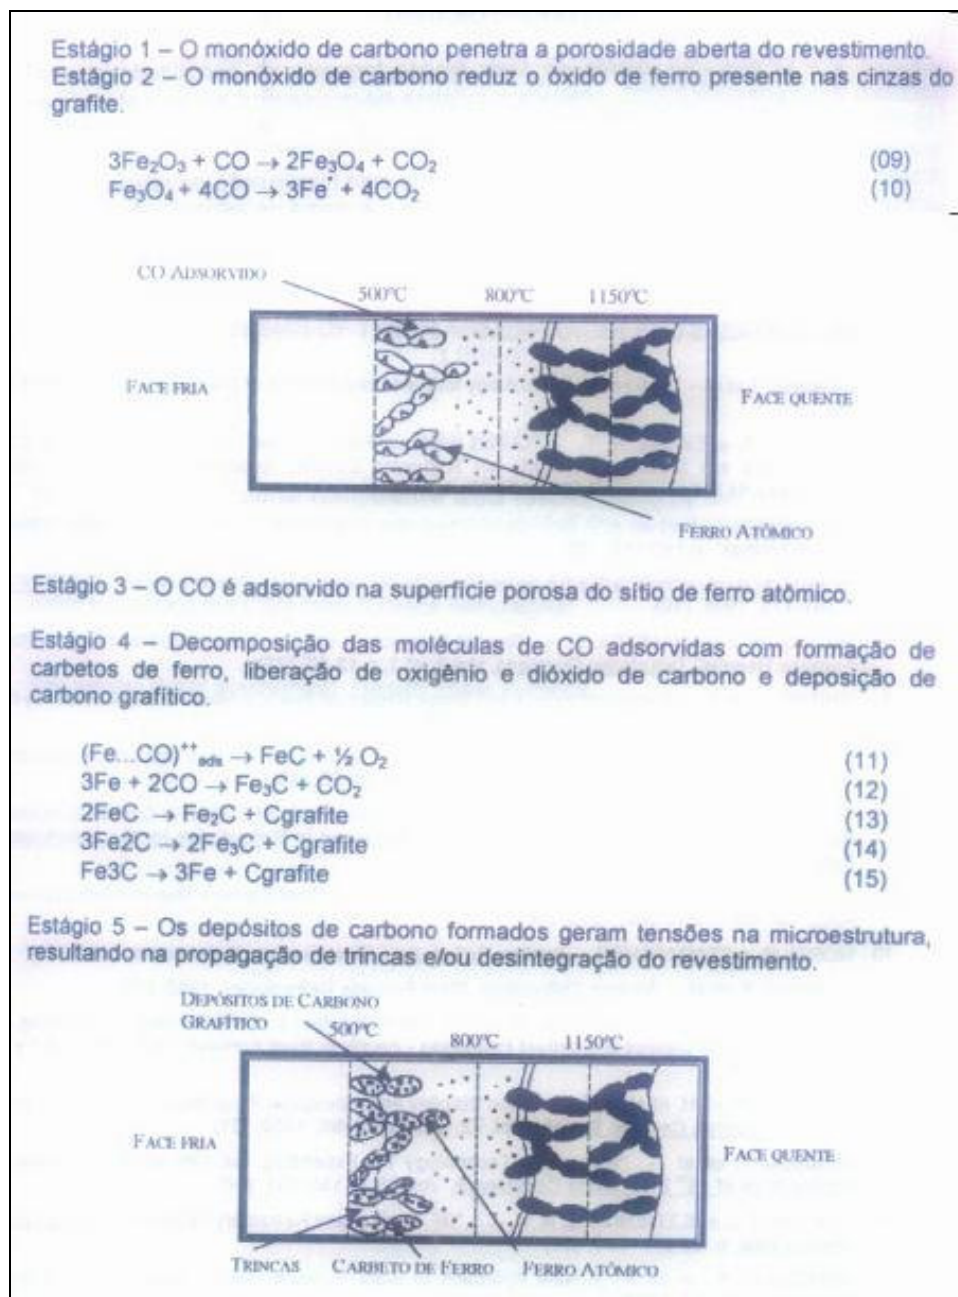 Estágio 1 – O monóxido de carbono penetra a porosidade aberta do revestimento.
Estágio 2 – O monóxido de carbono reduz o óxido de ferro presente nas cinzas do
grafite.
3Fe₂O₃ + CO → 2Fe₃O₄ + CO₂ (09)
Fe₃O₄ + 4CO → 3Fe* + 4CO₂ (10)
CO ADSORVIDO
500ºC 800ºC 1150ºC
FACE FRIA
FACE QUENTE
FERRO ATÔMICO
Estágio 3 – O CO é adsorvido na superfície porosa do sítio de ferro atômico.
Estágio 4 – Decomposição das moléculas de CO adsorvidas com formação de
carbetos de ferro, liberação de oxigênio e dióxido de carbono e deposição de
carbono grafítico.
(Fe...CO)⁺⁺ads → FeC + ½ O₂ (11)
3Fe + 2CO → Fe₃C + CO₂ (12)
2FeC → Fe₂C + Cgrafite (13)
3Fe2C → 2Fe₃C + Cgrafite (14)
Fe3C → 3Fe + Cgrafite (15)
Estágio 5 – Os depósitos de carbono formados geram tensões na microestrutura,
resultando na propagação de trincas e/ou desintegração do revestimento.
DEPÓSITOS DE CARBONO
GRAFÍTICO
500ºC 800ºC 1150ºC
FACE FRIA
FACE QUENTE
TRINCAS CARBETO DE FERRO FERRO ATÔMICO